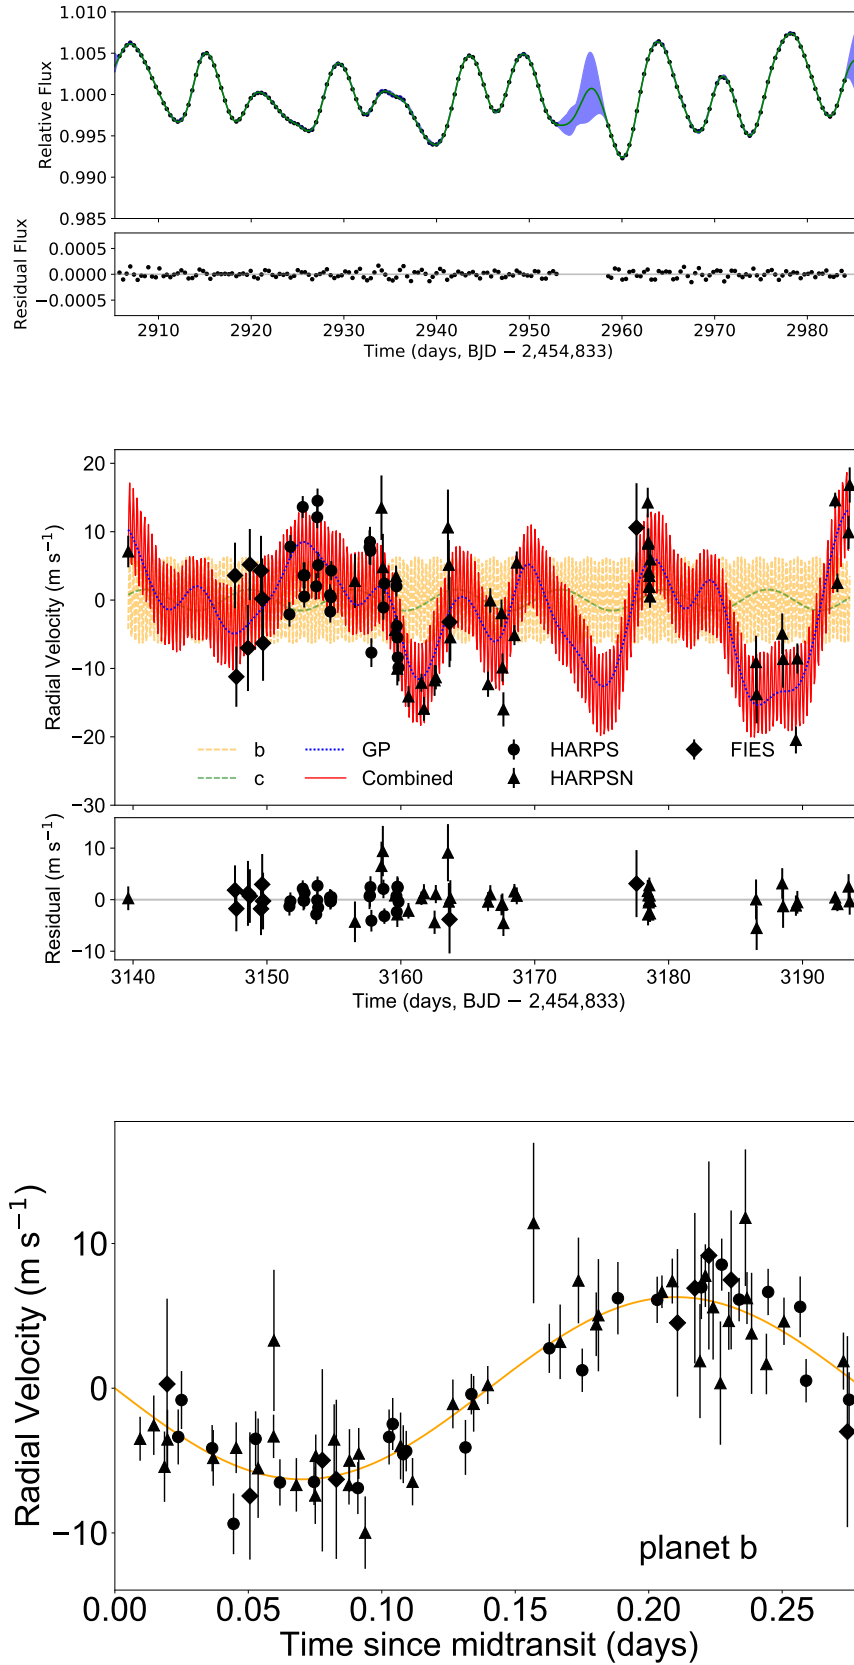 1.010
1.005
1.000
0.995
0.990
0.985
Relative Flux
0.0005
0.0000
−0.0005
Residual Flux
2910 2920 2930 2940 2950 2960 2970 2980
Time (days, BJD − 2,454,833)
20
10
0
−10
−20
−30
Radial Velocity (m s⁻¹)
b GP HARPS FIES
c Combined HARPSN
10
0
−10
Residual (m s⁻¹)
3140 3150 3160 3170 3180 3190
Time (days, BJD − 2,454,833)
10
0
−10
Radial Velocity (m s⁻¹)
planet b
0.00 0.05 0.10 0.15 0.20 0.25
Time since midtransit (days)